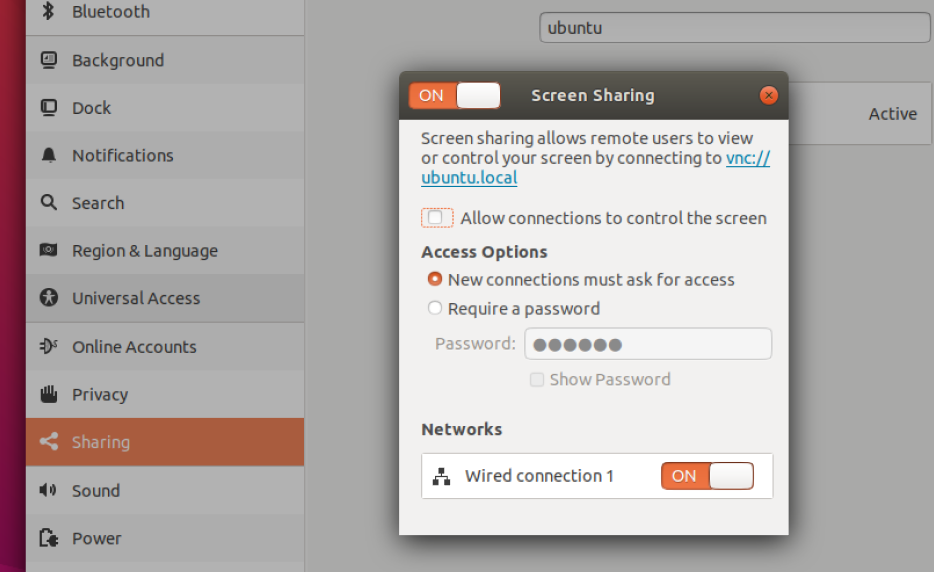 Bluetooth
Background
Dock
Notifications
Search
Region & Language
Universal Access
Online Accounts
Privacy
Sharing
Sound
Power
ubuntu
Active
ON
Screen Sharing
Screen sharing allows remote users to view
or control your screen by connecting to vnc://
ubuntu.local
Allow connections to control the screen
Access Options
New connections must ask for access
Require a password
Password: ●●●●●●
Show Password
Networks
Wired connection 1
ON